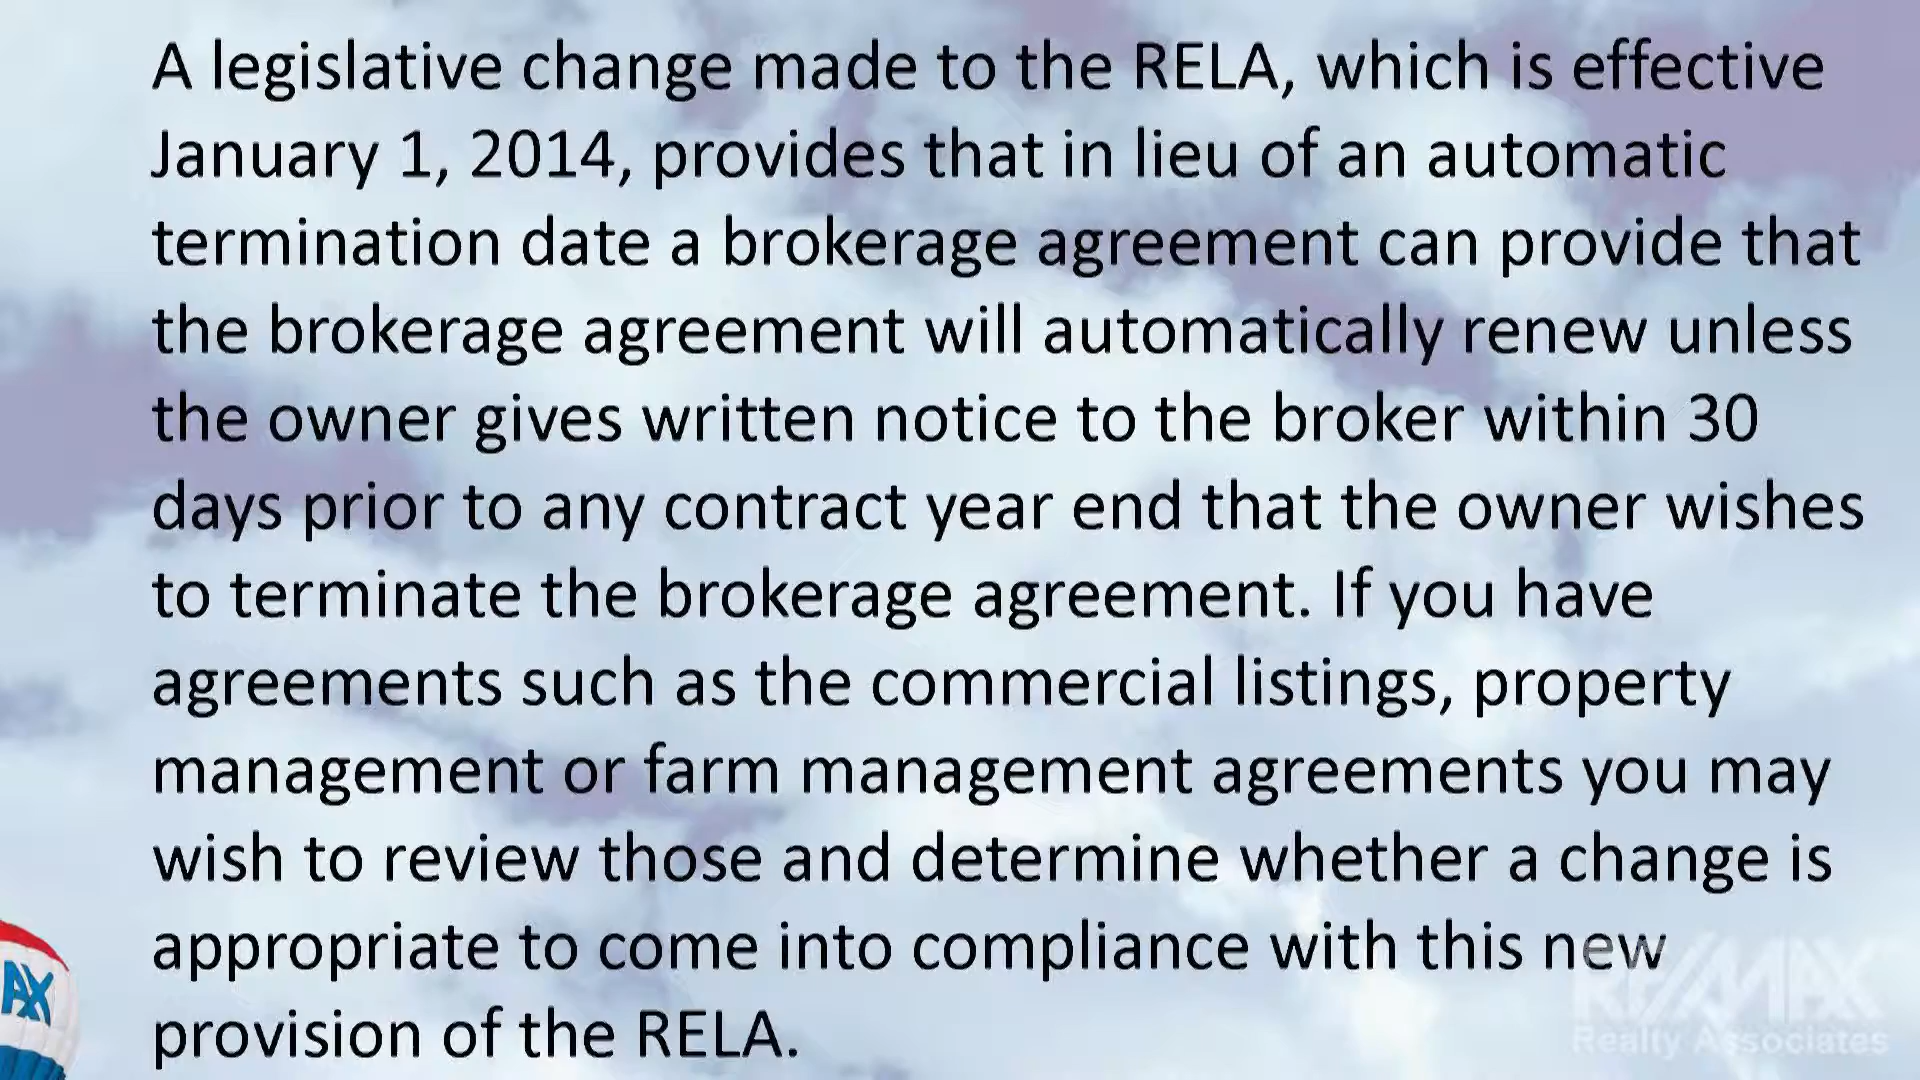 A legislative change made to the RELA, which is effective
January 1, 2014, provides that in lieu of an automatic
termination date a brokerage agreement can provide that
the brokerage agreement will automatically renew unless
the owner gives written notice to the broker within 30
days prior to any contract year end that the owner wishes
to terminate the brokerage agreement. If you have
agreements such as the commercial listings, property
management or farm management agreements you may
wish to review those and determine whether a change is
appropriate to come into compliance with this new
provision of the RELA.
AX
RE/MAX
Realty Associates